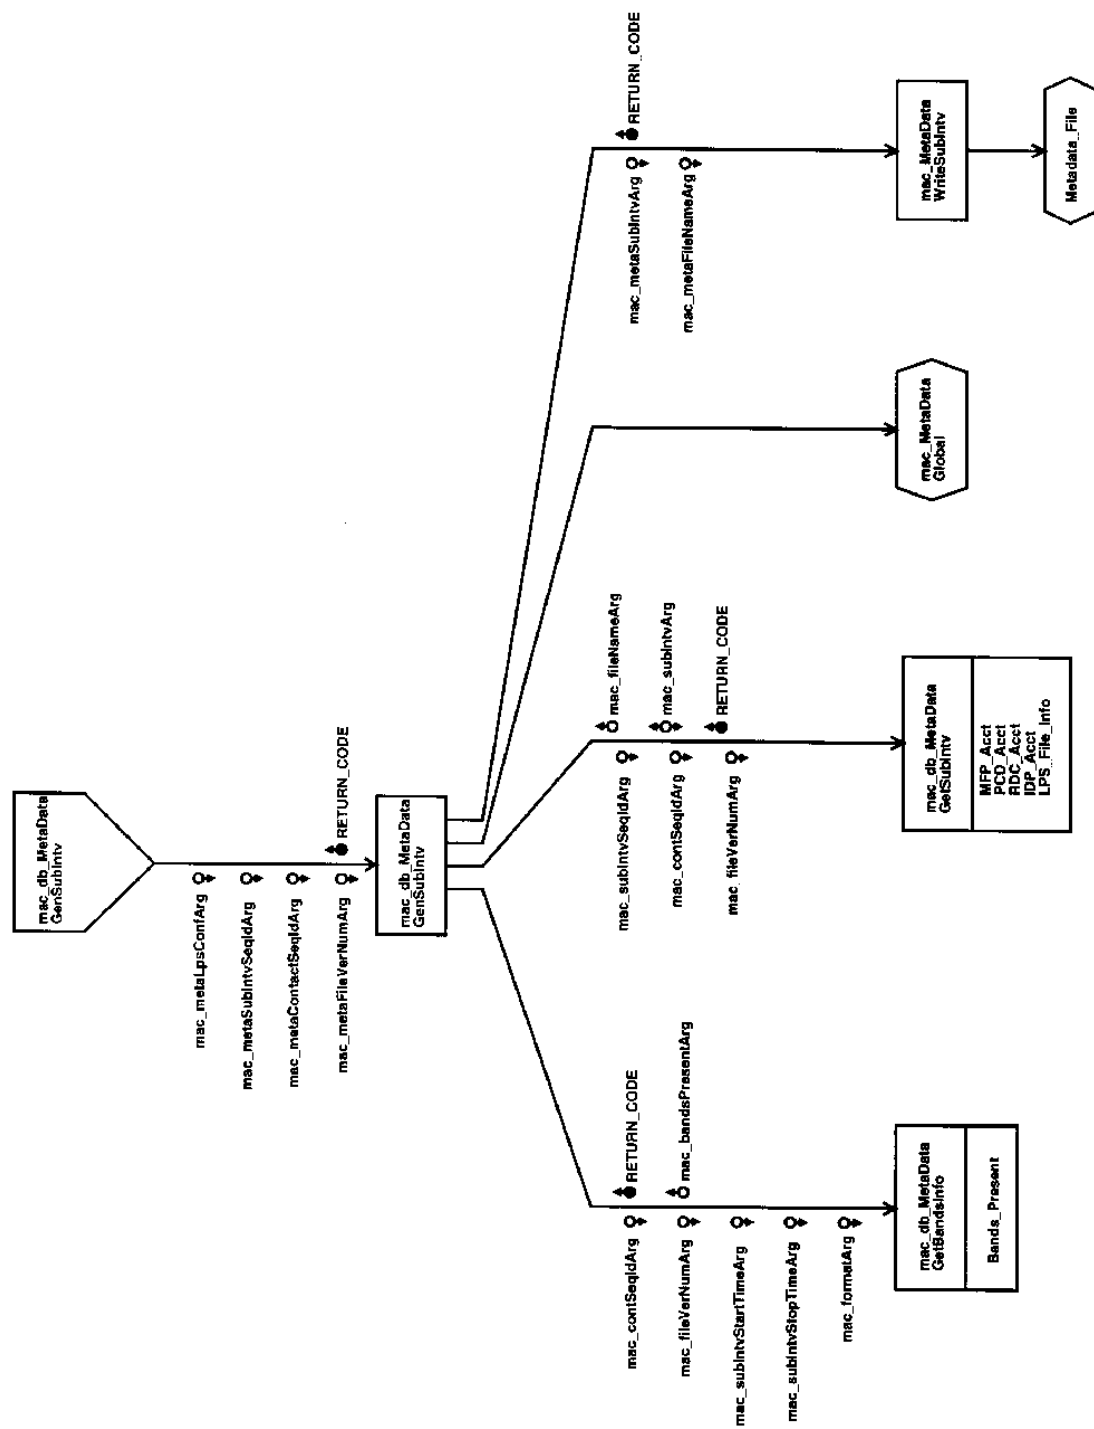 mac_db_MetaData
GenSubIntv
mac_metaLpsConfArg
mac_metaSubIntvSeqIdArg
mac_metaContactSeqIdArg
mac_metaFileVerNumArg
RETURN_CODE
mac_db_MetaData
GenSubIntv
mac_contSeqIdArg
RETURN_CODE
mac_fileVerNumArg
mac_bandsPresentArg
mac_subIntvStartTimeArg
mac_subIntvStopTimeArg
mac_formatArg
mac_db_MetaData
GetBandsInfo
Bands_Present
mac_fileNameArg
mac_subIntvSeqIdArg
mac_subIntvArg
mac_contSeqIdArg
RETURN_CODE
mac_fileVerNumArg
mac_db_MetaData
GetSubIntv
MFP_Acct
PCD_Acct
RDC_Acct
IDP_Acct
LPS_File_Info
mac_MetaData
Global
RETURN_CODE
mac_metaSubIntvArg
mac_metaFileNameArg
mac_MetaData
WriteSubIntv
Metadata_File